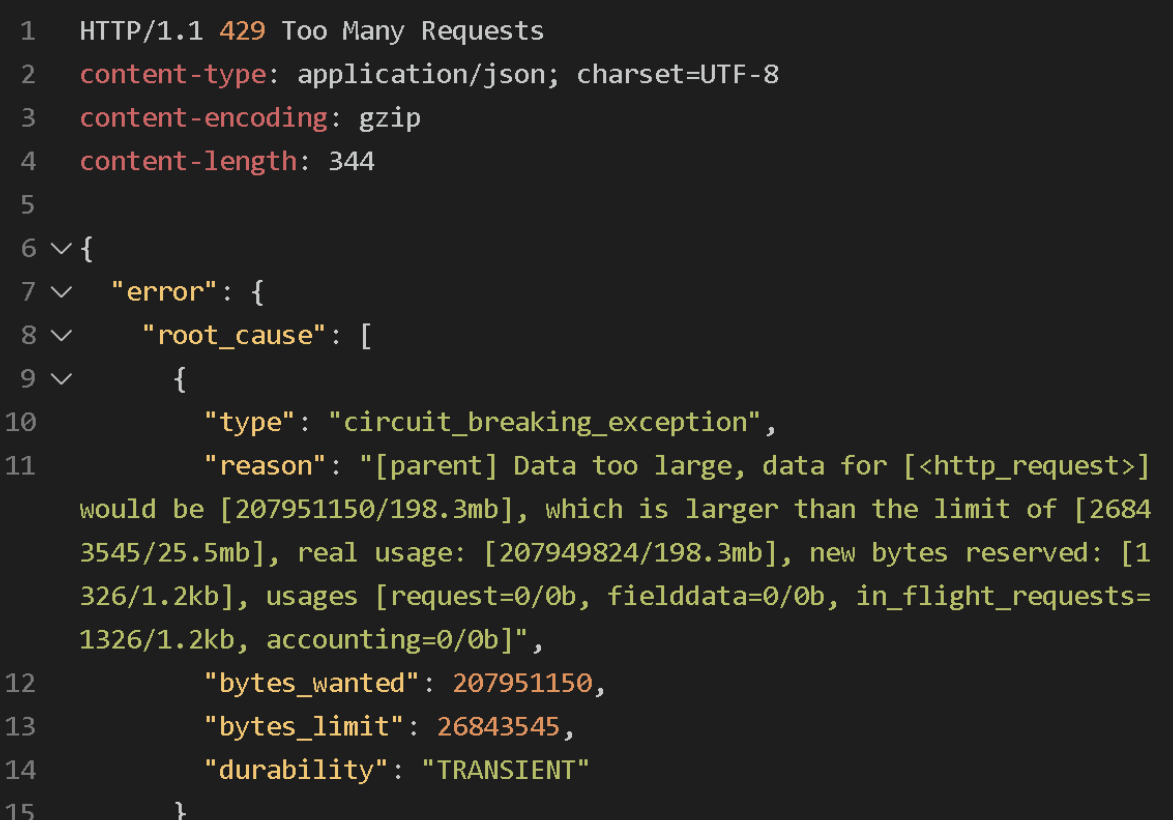 1 HTTP/1.1 429 Too Many Requests
2 content-type: application/json; charset=UTF-8
3 content-encoding: gzip
4 content-length: 344
5
6 {
7 "error": {
8 "root_cause": [
9 {
10 "type": "circuit_breaking_exception",
11 "reason": "[parent] Data too large, data for [<http_request>]
would be [207951150/198.3mb], which is larger than the limit of [2684
3545/25.5mb], real usage: [207949824/198.3mb], new bytes reserved: [1
326/1.2kb], usages [request=0/0b, fielddata=0/0b, in_flight_requests=
1326/1.2kb, accounting=0/0b]",
12 "bytes_wanted": 207951150,
13 "bytes_limit": 26843545,
14 "durability": "TRANSIENT"
15 }